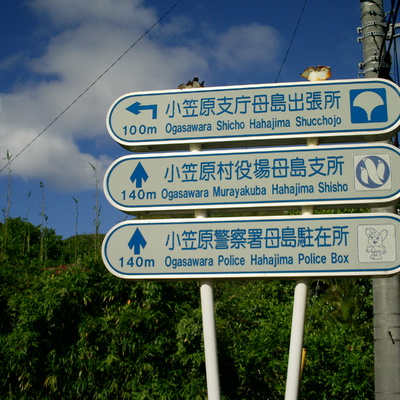 小笠原支庁母島出張所
100m Ogasawara Shicho Hahajima Shucchojo
小笠原村役場母島支所
140m Ogasawara Murayakuba Hahajima Shisho
小笠原警察署母島駐在所
140m Ogasawara Police Hahajima Police Box